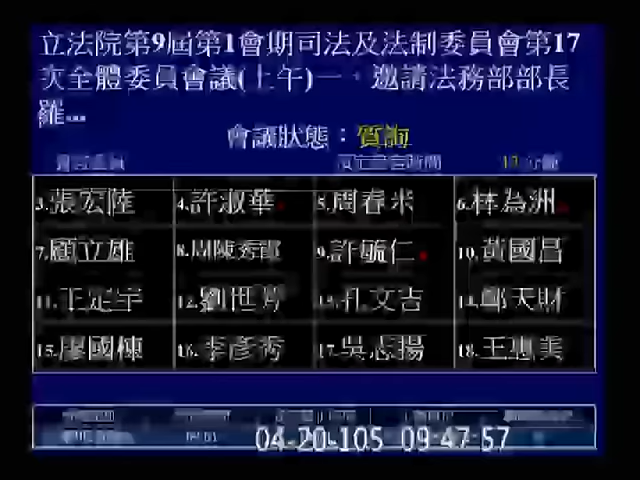 立法院第9屆第1會期司法及法制委員會第17
次全體委員會議(上午)一、邀請法務部部長
羅...
會議狀態：質詢
3.張宏陸 4.許淑華 5.周春米 6.林為洲
7.顧立雄 8.周陳秀霞 9.許毓仁 10.黃國昌
11.王定宇 12.劉世芳 13.孔文吉 14.鄭天財
15.廖國棟 16.李彥秀 17.吳志揚 18.王惠美
04-20-105 09:47:57